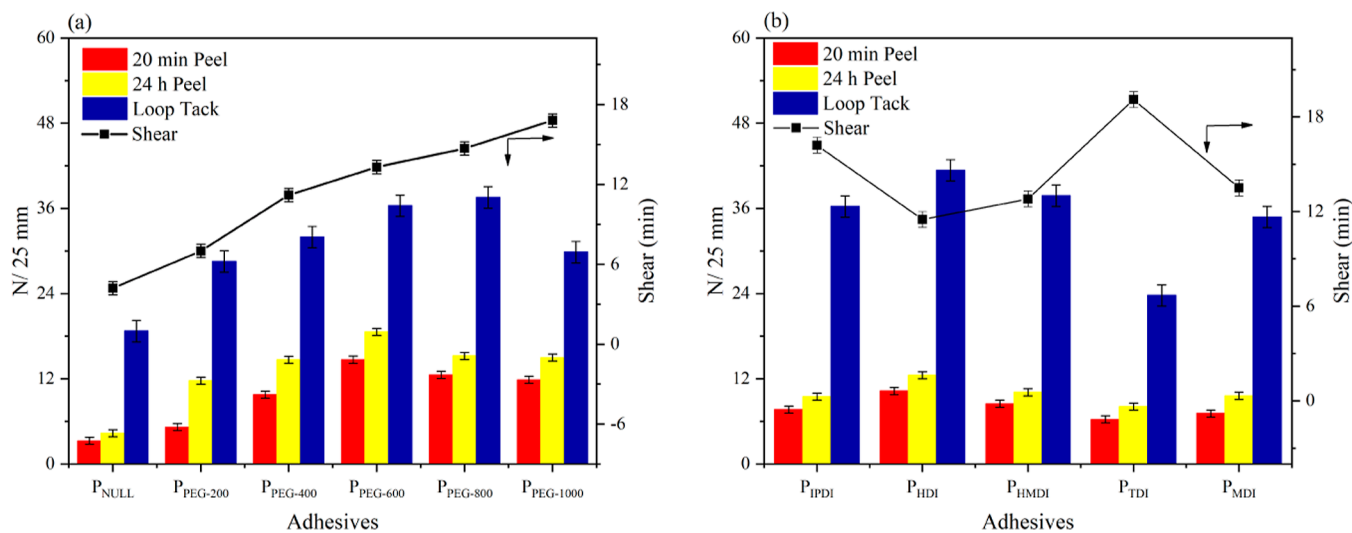 (a)
60
48
36
24
12
0
N/ 25 mm
20 min Peel
24 h Peel
Loop Tack
Shear
18
12
6
0
-6
Shear (min)
P_NULL P_PEG-200 P_PEG-400 P_PEG-600 P_PEG-800 P_PEG-1000
Adhesives
(b)
60
48
36
24
12
0
N/ 25 mm
20 min Peel
24 h Peel
Loop Tack
Shear
18
12
6
0
Shear (min)
P_IPDI P_HDI P_HMDI P_TDI P_MDI
Adhesives